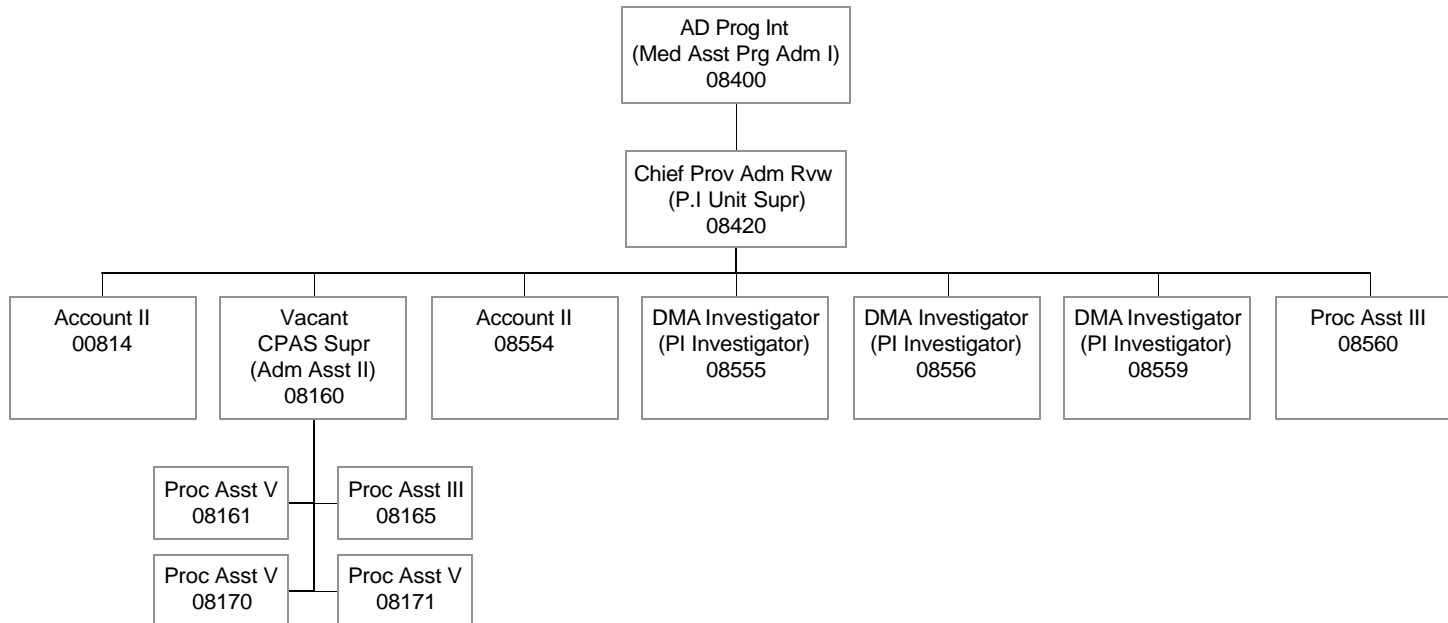 AD Prog Int
(Med Asst Prg Adm I)
08400
Chief Prov Adm Rvw
(P.I Unit Supr)
08420
Account II
00814
Vacant
CPAS Supr
(Adm Asst II)
08160
Account II
08554
DMA Investigator
(PI Investigator)
08555
DMA Investigator
(PI Investigator)
08556
DMA Investigator
(PI Investigator)
08559
Proc Asst III
08560
Proc Asst V
08161
Proc Asst III
08165
Proc Asst V
08170
Proc Asst V
08171